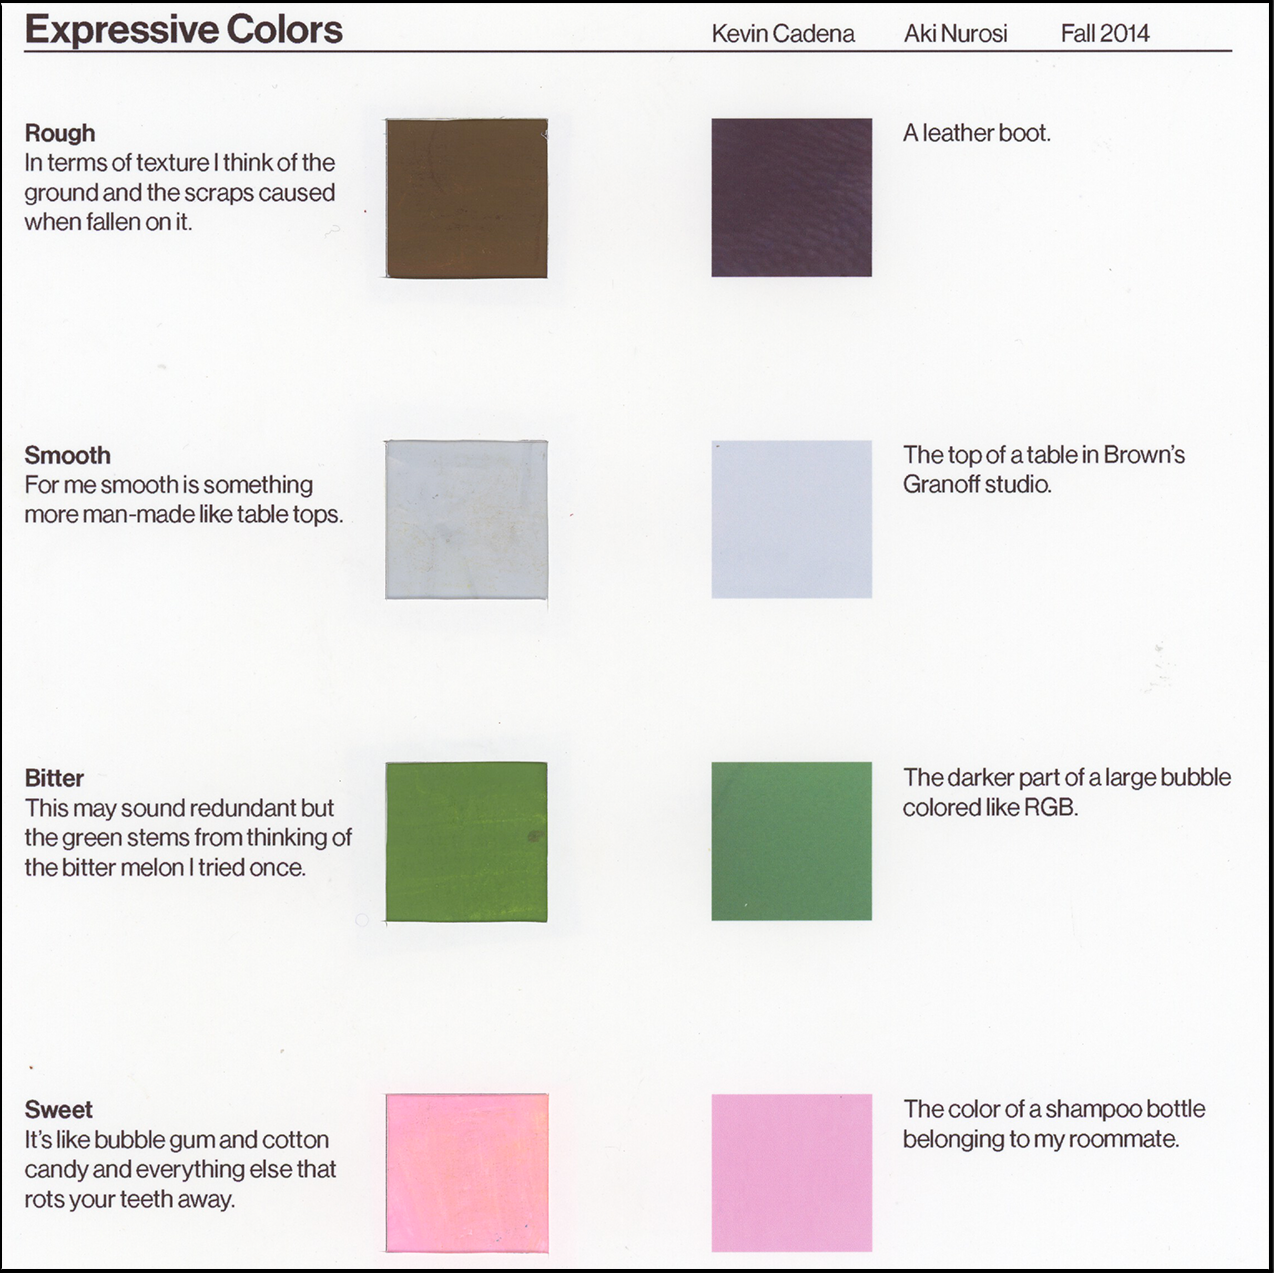 Expressive Colors
Kevin Cadena Aki Nurosi Fall 2014
Rough
In terms of texture I think of the
ground and the scraps caused
when fallen on it.
A leather boot.
Smooth
For me smooth is something
more man-made like table tops.
The top of a table in Brown's
Granoff studio.
Bitter
This may sound redundant but
the green stems from thinking of
the bitter melon I tried once.
The darker part of a large bubble
colored like RGB.
Sweet
It's like bubble gum and cotton
candy and everything else that
rots your teeth away.
The color of a shampoo bottle
belonging to my roommate.